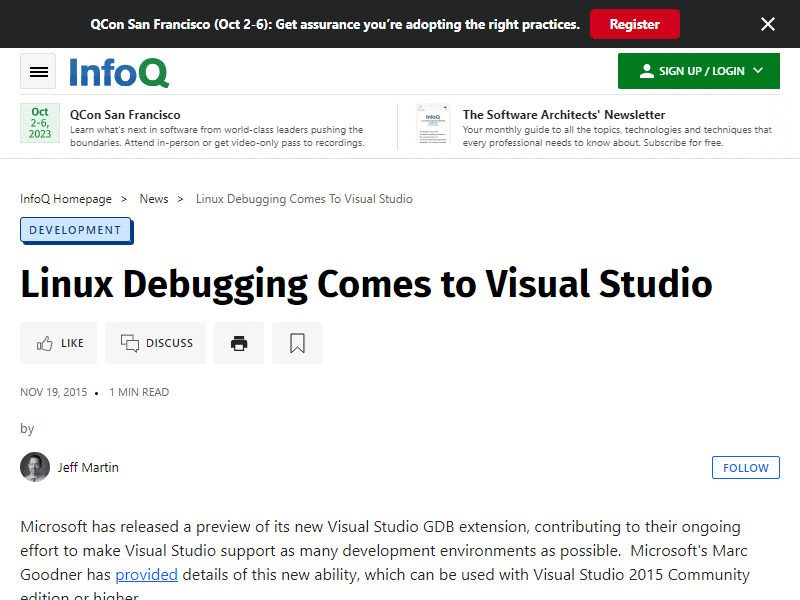 QCon San Francisco (Oct 2-6): Get assurance you're adopting the right practices.
Register
InfoQ
SIGN UP / LOGIN
Oct
2-6,
2023
QCon San Francisco
Learn what's next in software from world-class leaders pushing the
boundaries. Attend in-person or get video-only pass to recordings.
InfoQ
The Software Architects' Newsletter
Your monthly guide to all the topics, technologies and techniques that
every professional needs to know about. Subscribe for free.
InfoQ Homepage > News > Linux Debugging Comes To Visual Studio
DEVELOPMENT
Linux Debugging Comes to Visual Studio
LIKE
DISCUSS
NOV 19, 2015 • 1 MIN READ
by
Jeff Martin
FOLLOW
Microsoft has released a preview of its new Visual Studio GDB extension, contributing to their ongoing
effort to make Visual Studio support as many development environments as possible. Microsoft's Marc
Goodner has provided details of this new ability, which can be used with Visual Studio 2015 Community
edition or higher.